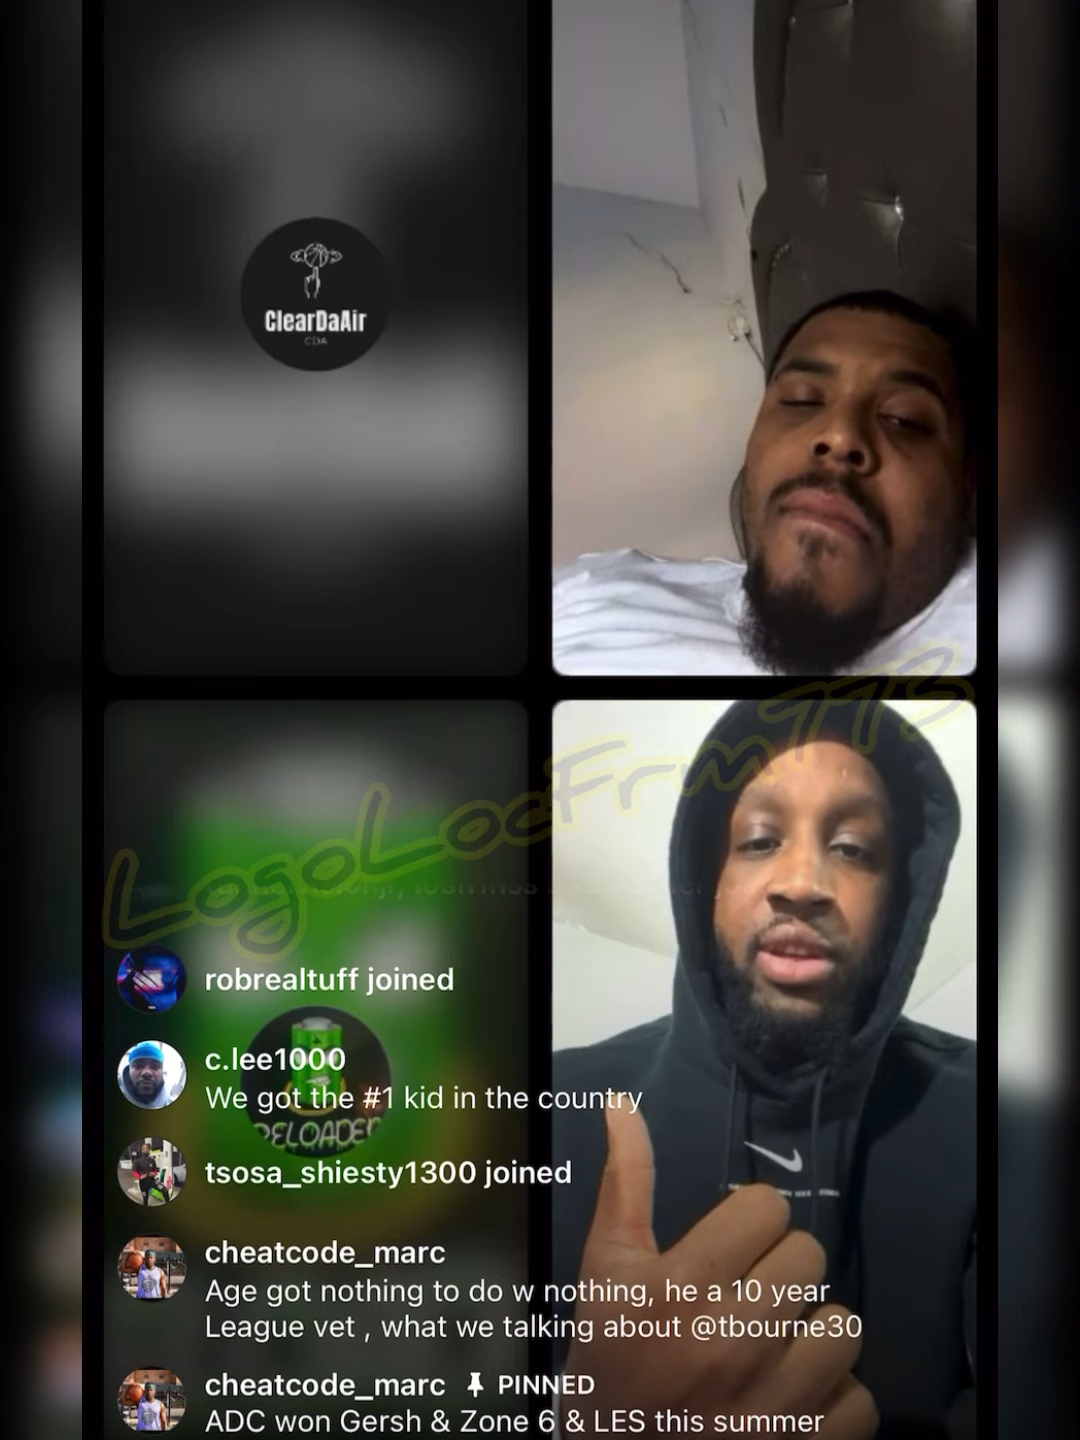 ClearDaAir
CDA
LogoLocFrm773
robrealtuff joined
c.lee1000
We got the #1 kid in the country
RELOADED
tsosa_shiesty1300 joined
cheatcode_marc
Age got nothing to do w nothing, he a 10 year
League vet , what we talking about @tbourne30
cheatcode_marc PINNED
ADC won Gersh & Zone 6 & LES this summer